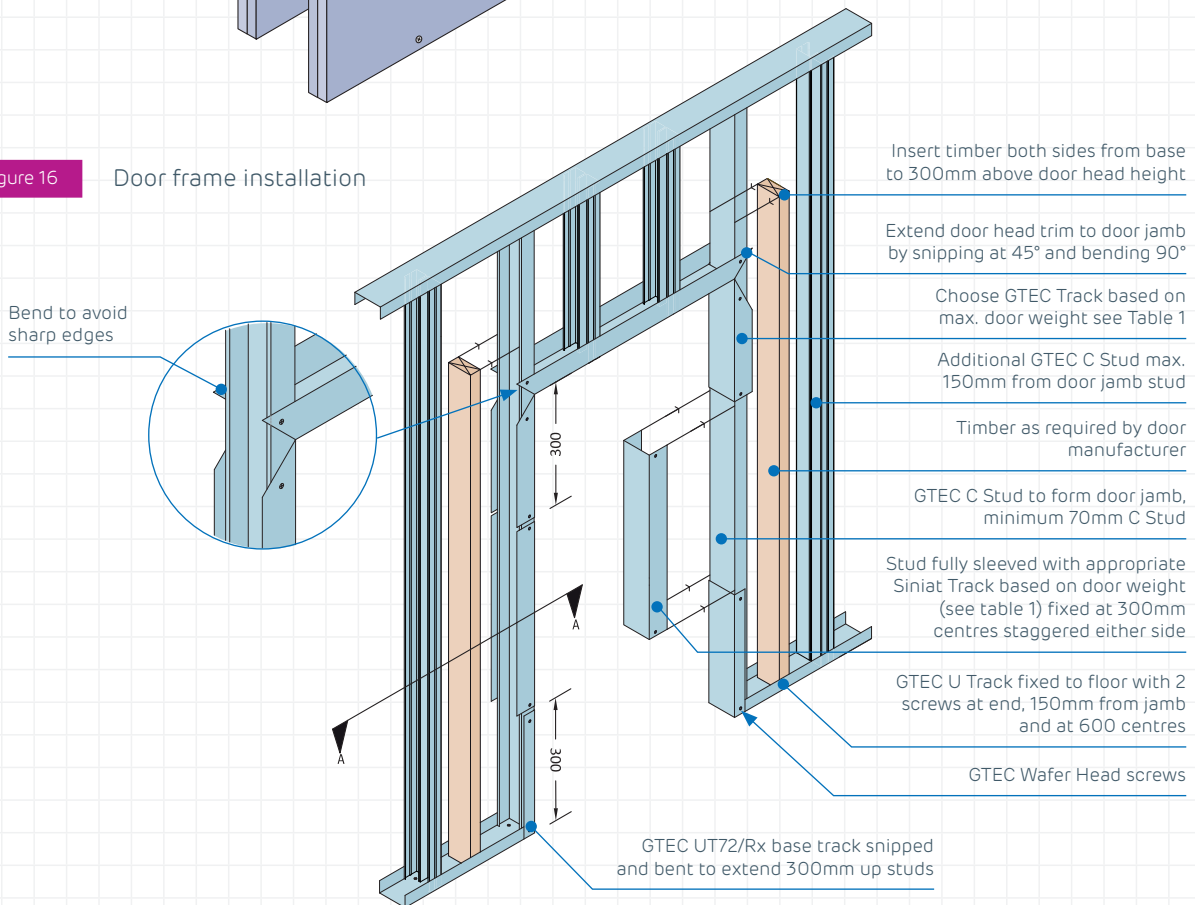 gure 16
Door frame installation
Bend to avoid
sharp edges
Insert timber both sides from base
to 300mm above door head height
Extend door head trim to door jamb
by snipping at 45° and bending 90°
Choose GTEC Track based on
max. door weight see Table 1
Additional GTEC C Stud max.
150mm from door jamb stud
Timber as required by door
manufacturer
GTEC C Stud to form door jamb,
minimum 70mm C Stud
Stud fully sleeved with appropriate
Siniat Track based on door weight
(see table 1) fixed at 300mm
centres staggered either side
GTEC U Track fixed to floor with 2
screws at end, 150mm from jamb
and at 600 centres
GTEC Wafer Head screws
GTEC UT72/Rx base track snipped
and bent to extend 300mm up studs
300
300
A
A